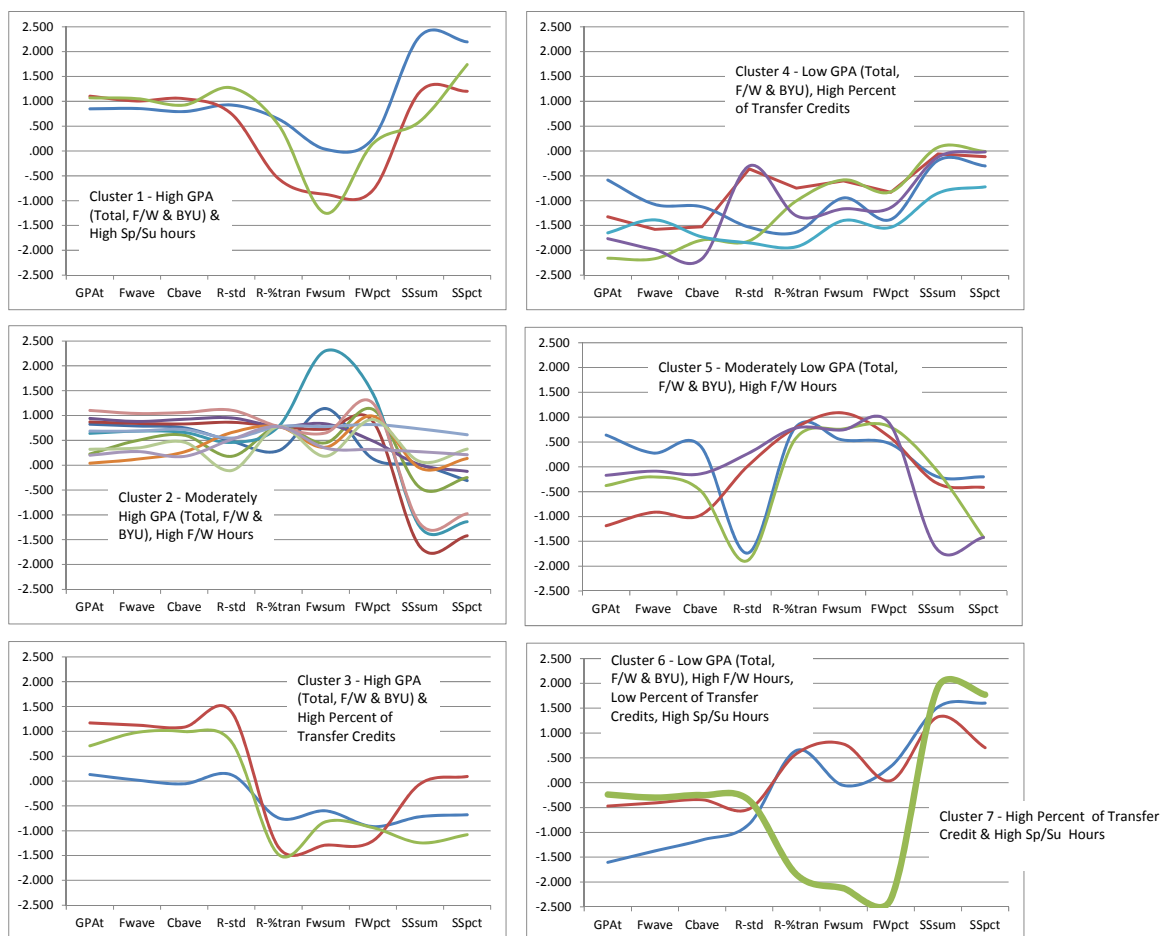 2.500
2.000
1.500
1.000
.500
.000
-.500
-1.000
-1.500
-2.000
-2.500
GPAt Fwave Cbave R-std R-%tran Fwsum FWpct SSsum SSpct
Cluster 1 - High GPA
(Total, F/W & BYU) &
High Sp/Su hours
2.500
2.000
1.500
1.000
.500
.000
-.500
-1.000
-1.500
-2.000
-2.500
GPAt Fwave Cbave R-std R-%tran Fwsum FWpct SSsum SSpct
Cluster 4 - Low GPA (Total,
F/W & BYU), High Percent
of Transfer Credits
2.500
2.000
1.500
1.000
.500
.000
-.500
-1.000
-1.500
-2.000
-2.500
GPAt Fwave Cbave R-std R-%tran Fwsum FWpct SSsum SSpct
Cluster 2 - Moderately
High GPA (Total, F/W &
BYU), High F/W Hours
2.500
2.000
1.500
1.000
.500
.000
-.500
-1.000
-1.500
-2.000
-2.500
GPAt Fwave Cbave R-std R-%tran Fwsum FWpct SSsum SSpct
Cluster 5 - Moderately Low GPA (Total,
F/W & BYU), High F/W Hours
2.500
2.000
1.500
1.000
.500
.000
-.500
-1.000
-1.500
-2.000
-2.500
GPAt Fwave Cbave R-std R-%tran Fwsum FWpct SSsum SSpct
Cluster 3 - High GPA
(Total, F/W & BYU) &
High Percent of
Transfer Credits
2.500
2.000
1.500
1.000
.500
.000
-.500
-1.000
-1.500
-2.000
-2.500
GPAt Fwave Cbave R-std R-%tran Fwsum FWpct SSsum SSpct
Cluster 6 - Low GPA (Total,
F/W & BYU), High F/W Hours,
Low Percent of Transfer
Credits, High Sp/Su Hours
Cluster 7 - High Percent of Transfer
Credit & High Sp/Su Hours